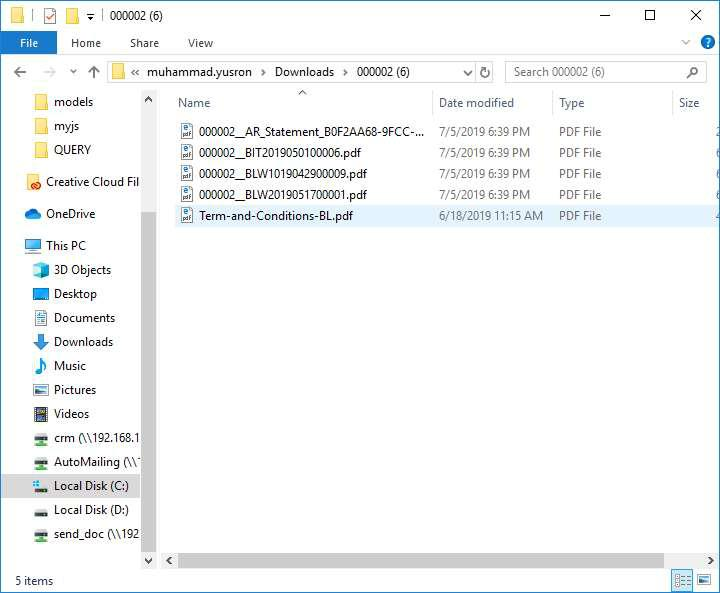 000002 (6)
File Home Share View
« muhammad.yusron > Downloads > 000002 (6)
Search 000002 (6)
Name Date modified Type Size
000002__AR_Statement_B0F2AA68-9FCC-... 7/5/2019 6:39 PM PDF File
000002__BIT2019050100006.pdf 7/5/2019 6:39 PM PDF File
000002__BLW1019042900009.pdf 7/5/2019 6:39 PM PDF File
000002__BLW2019051700001.pdf 7/5/2019 6:39 PM PDF File
Term-and-Conditions-BL.pdf 6/18/2019 11:15 AM PDF File
models
myjs
QUERY
Creative Cloud Fil
OneDrive
This PC
3D Objects
Desktop
Documents
Downloads
Music
Pictures
Videos
crm (\\192.168.1
AutoMailing (\\1
Local Disk (C:)
Local Disk (D:)
send_doc (\\192
5 items